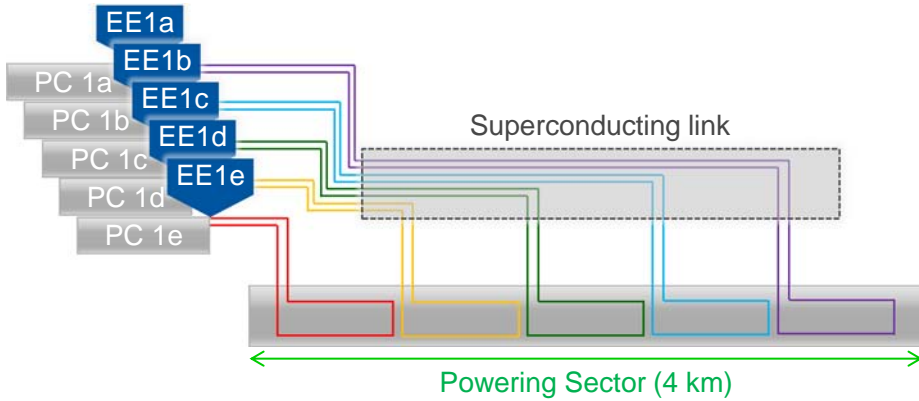 EE1a
EE1b
PC 1a
EE1c
PC 1b
EE1d
PC 1c
EE1e
PC 1d
PC 1e
Superconducting link
Powering Sector (4 km)